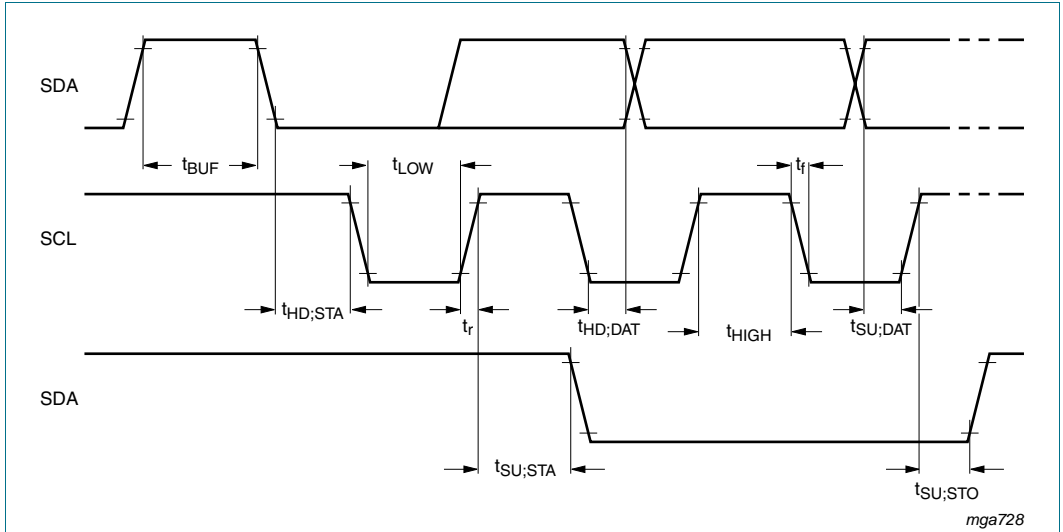 SDA
tBUF
tLOW
tf
SCL
tHD;STA
tr
tHD;DAT
tHIGH
tSU;DAT
SDA
tSU;STA
tSU;STO
mga728